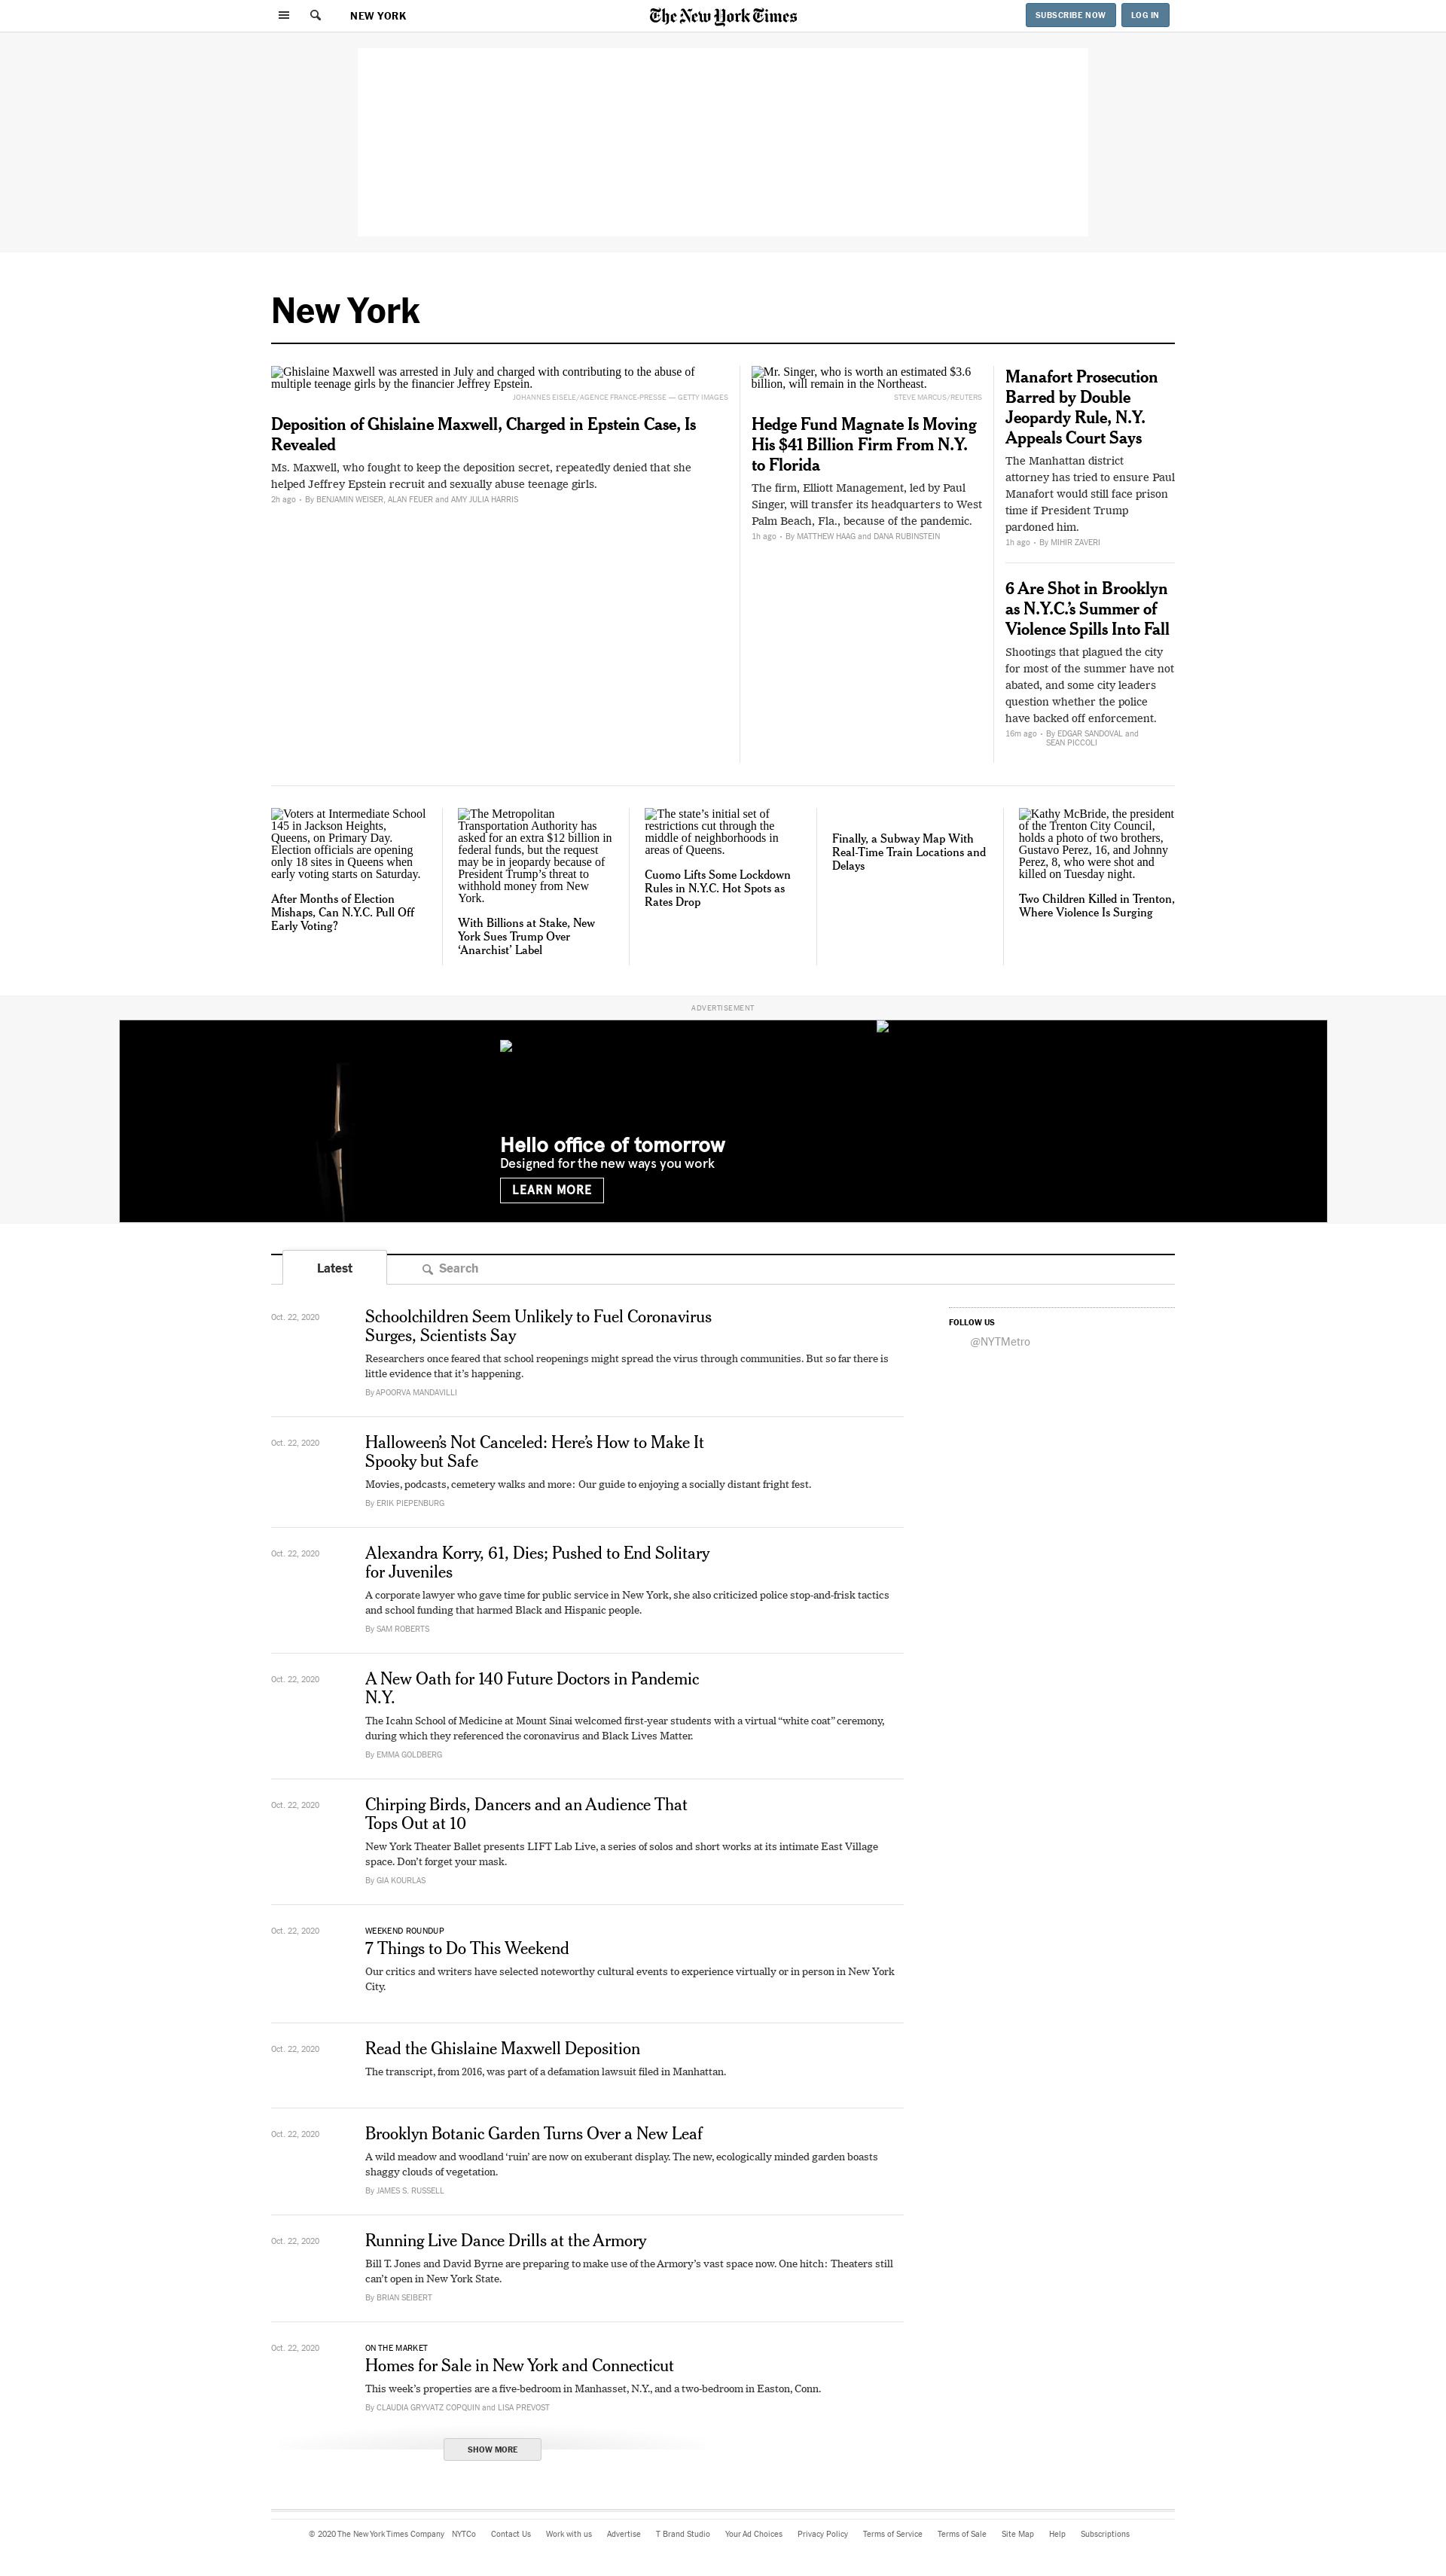 NEW YORK
The New York Times
SUBSCRIBE NOW
LOG IN
New York
Ghislaine Maxwell was arrested in July and charged with contributing to the abuse of
multiple teenage girls by the financier Jeffrey Epstein.
JOHANNES EISELE/AGENCE FRANCE-PRESSE — GETTY IMAGES
Deposition of Ghislaine Maxwell, Charged in Epstein Case, Is
Revealed
Ms. Maxwell, who fought to keep the deposition secret, repeatedly denied that she
helped Jeffrey Epstein recruit and sexually abuse teenage girls.
2h ago • By BENJAMIN WEISER, ALAN FEUER and AMY JULIA HARRIS
Mr. Singer, who is worth an estimated $3.6
billion, will remain in the Northeast.
STEVE MARCUS/REUTERS
Hedge Fund Magnate Is Moving
His $41 Billion Firm From N.Y.
to Florida
The firm, Elliott Management, led by Paul
Singer, will transfer its headquarters to West
Palm Beach, Fla., because of the pandemic.
1h ago • By MATTHEW HAAG and DANA RUBINSTEIN
Manafort Prosecution
Barred by Double
Jeopardy Rule, N.Y.
Appeals Court Says
The Manhattan district
attorney has tried to ensure Paul
Manafort would still face prison
time if President Trump
pardoned him.
1h ago • By MIHIR ZAVERI
6 Are Shot in Brooklyn
as N.Y.C.’s Summer of
Violence Spills Into Fall
Shootings that plagued the city
for most of the summer have not
abated, and some city leaders
question whether the police
have backed off enforcement.
16m ago • By EDGAR SANDOVAL and
SEAN PICCOLI
Voters at Intermediate School
145 in Jackson Heights,
Queens, on Primary Day.
Election officials are opening
only 18 sites in Queens when
early voting starts on Saturday.
After Months of Election
Mishaps, Can N.Y.C. Pull Off
Early Voting?
The Metropolitan
Transportation Authority has
asked for an extra $12 billion in
federal funds, but the request
may be in jeopardy because of
President Trump’s threat to
withhold money from New
York.
With Billions at Stake, New
York Sues Trump Over
‘Anarchist’ Label
The state’s initial set of
restrictions cut through the
middle of neighborhoods in
areas of Queens.
Cuomo Lifts Some Lockdown
Rules in N.Y.C. Hot Spots as
Rates Drop
Finally, a Subway Map With
Real-Time Train Locations and
Delays
Kathy McBride, the president
of the Trenton City Council,
holds a photo of two brothers,
Gustavo Perez, 16, and Johnny
Perez, 8, who were shot and
killed on Tuesday night.
Two Children Killed in Trenton,
Where Violence Is Surging
ADVERTISEMENT
Hello office of tomorrow
Designed for the new ways you work
LEARN MORE
Latest
Search
Oct. 22, 2020
Schoolchildren Seem Unlikely to Fuel Coronavirus
Surges, Scientists Say
Researchers once feared that school reopenings might spread the virus through communities. But so far there is
little evidence that it’s happening.
By APOORVA MANDAVILLI
FOLLOW US
@NYTMetro
Oct. 22, 2020
Halloween’s Not Canceled: Here’s How to Make It
Spooky but Safe
Movies, podcasts, cemetery walks and more: Our guide to enjoying a socially distant fright fest.
By ERIK PIEPENBURG
Oct. 22, 2020
Alexandra Korry, 61, Dies; Pushed to End Solitary
for Juveniles
A corporate lawyer who gave time for public service in New York, she also criticized police stop-and-frisk tactics
and school funding that harmed Black and Hispanic people.
By SAM ROBERTS
Oct. 22, 2020
A New Oath for 140 Future Doctors in Pandemic
N.Y.
The Icahn School of Medicine at Mount Sinai welcomed first-year students with a virtual “white coat” ceremony,
during which they referenced the coronavirus and Black Lives Matter.
By EMMA GOLDBERG
Oct. 22, 2020
Chirping Birds, Dancers and an Audience That
Tops Out at 10
New York Theater Ballet presents LIFT Lab Live, a series of solos and short works at its intimate East Village
space. Don’t forget your mask.
By GIA KOURLAS
Oct. 22, 2020
WEEKEND ROUNDUP
7 Things to Do This Weekend
Our critics and writers have selected noteworthy cultural events to experience virtually or in person in New York
City.
Oct. 22, 2020
Read the Ghislaine Maxwell Deposition
The transcript, from 2016, was part of a defamation lawsuit filed in Manhattan.
Oct. 22, 2020
Brooklyn Botanic Garden Turns Over a New Leaf
A wild meadow and woodland ‘ruin’ are now on exuberant display. The new, ecologically minded garden boasts
shaggy clouds of vegetation.
By JAMES S. RUSSELL
Oct. 22, 2020
Running Live Dance Drills at the Armory
Bill T. Jones and David Byrne are preparing to make use of the Armory’s vast space now. One hitch: Theaters still
can’t open in New York State.
By BRIAN SEIBERT
Oct. 22, 2020
ON THE MARKET
Homes for Sale in New York and Connecticut
This week’s properties are a five-bedroom in Manhasset, N.Y., and a two-bedroom in Easton, Conn.
By CLAUDIA GRYVATZ COPQUIN and LISA PREVOST
SHOW MORE
© 2020 The New York Times Company NYTCo Contact Us Work with us Advertise T Brand Studio Your Ad Choices Privacy Policy Terms of Service Terms of Sale Site Map Help Subscriptions